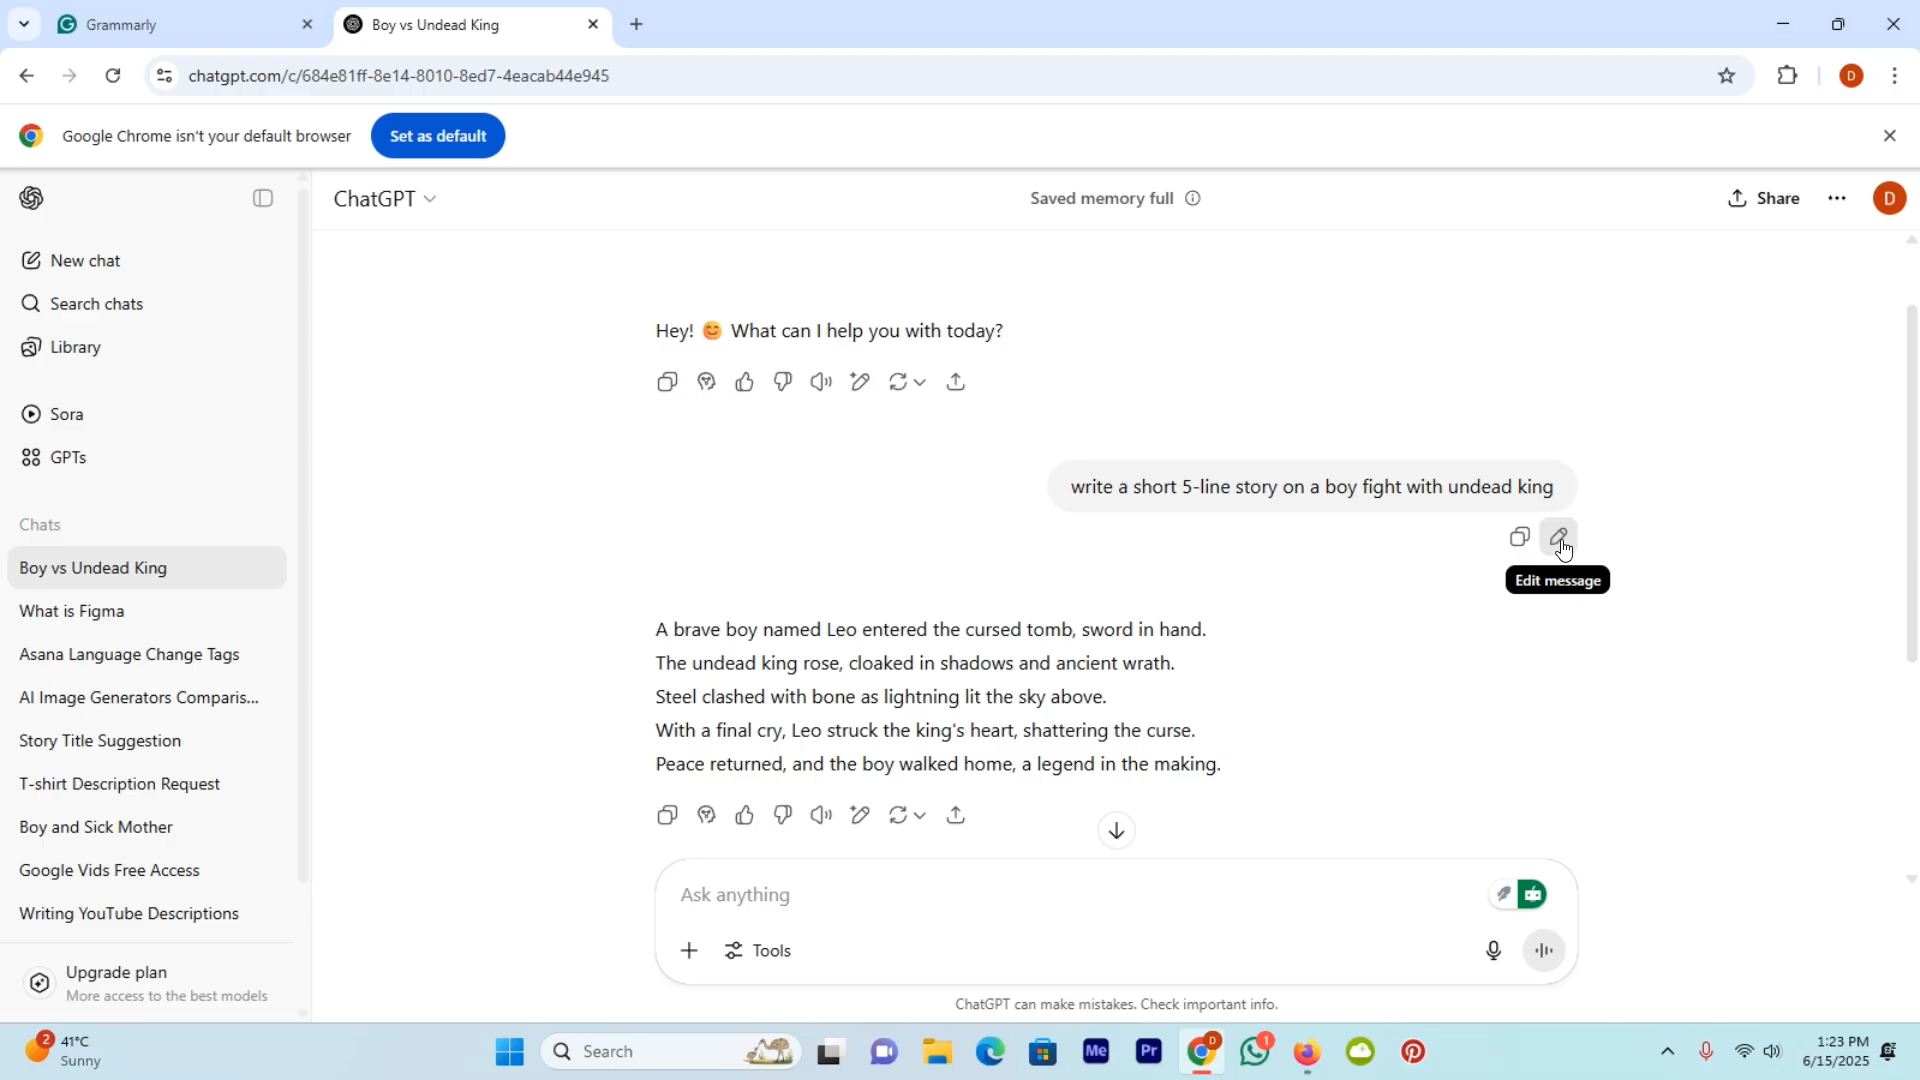 Grammarly
Boy vs Undead King
chatgpt.com/c/684e81ff-8e14-8010-8ed7-4eacab44e945
D
Google Chrome isn't your default browser
Set as default
ChatGPT
Saved memory full
Share
D
New chat
Search chats
Library
Sora
GPTs
Chats
Boy vs Undead King
What is Figma
Asana Language Change Tags
AI Image Generators Comparis...
Story Title Suggestion
T-shirt Description Request
Boy and Sick Mother
Google Vids Free Access
Writing YouTube Descriptions
Upgrade plan
More access to the best models
Hey! 😊 What can I help you with today?
write a short 5-line story on a boy fight with undead king
Edit message
A brave boy named Leo entered the cursed tomb, sword in hand.
The undead king rose, cloaked in shadows and ancient wrath.
Steel clashed with bone as lightning lit the sky above.
With a final cry, Leo struck the king's heart, shattering the curse.
Peace returned, and the boy walked home, a legend in the making.
Ask anything
Tools
ChatGPT can make mistakes. Check important info.
2
41°C
Sunny
Search
Me
Pr
D
1
1:23 PM
6/15/2025